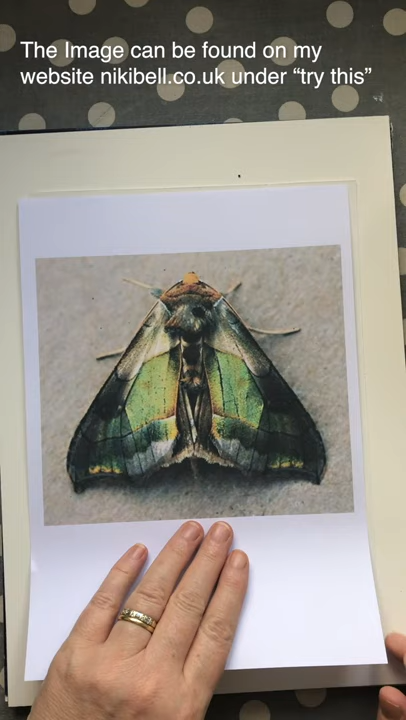 The Image can be found on my
website nikibell.co.uk under “try this”